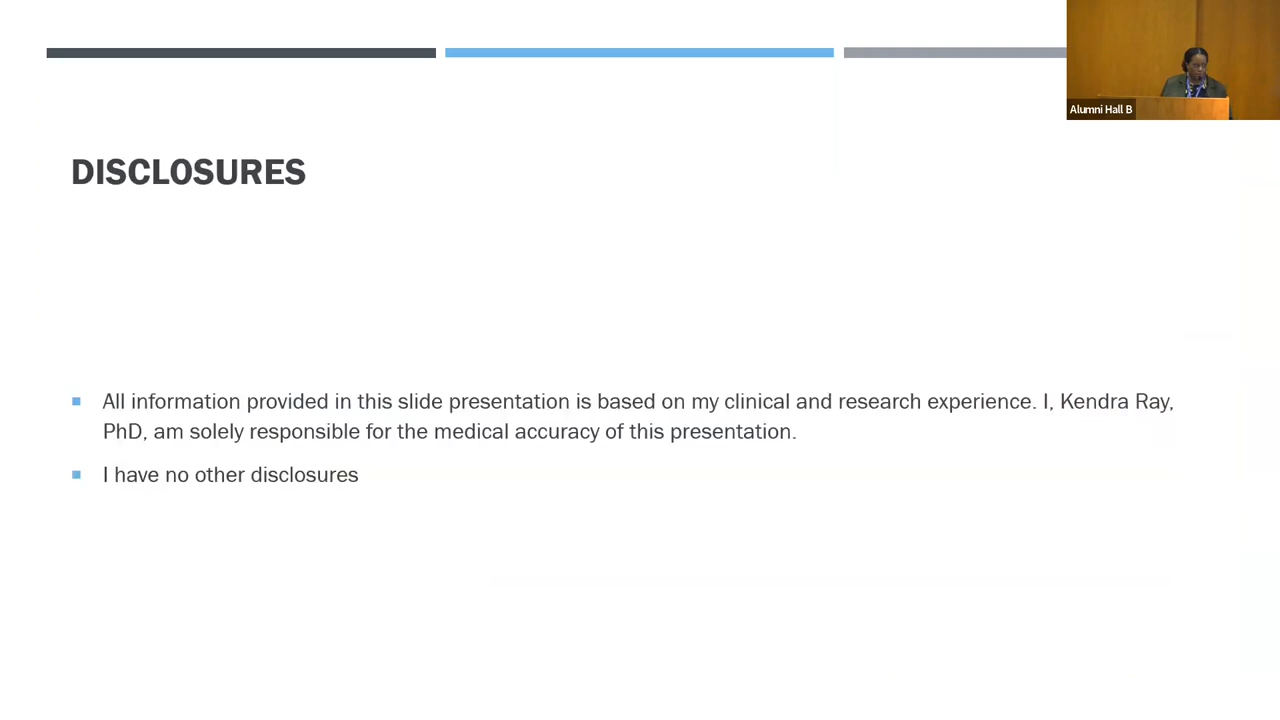 Alumni Hall B
DISCLOSURES
All information provided in this slide presentation is based on my clinical and research experience. I, Kendra Ray,
PhD, am solely responsible for the medical accuracy of this presentation.
I have no other disclosures